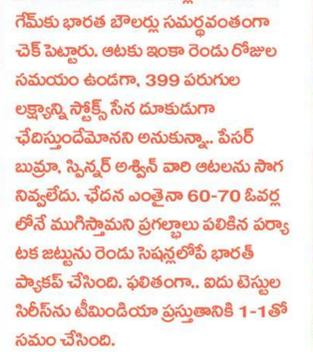 గేమ్‌కు భారత బౌలర్లు సమర్థవంతంగా
చెక్ పెట్టారు. ఆటకు ఇంకా రెండు రోజుల
సమయం ఉండగా, 399 పరుగుల
లక్ష్యాన్ని స్టోక్స్ సేన దూకుడుగా
ఛేదిస్తుందేమోనని అనుకున్నా.. పేసర్
బుమ్రా, స్పిన్నర్ అశ్విన్ వారి ఆటలను సాగ
నివ్వలేదు. ఛేదన ఎంతైనా 60-70 ఓవర్ల
లోనే ముగిస్తామని ప్రగల్భాలు పలికిన పర్యా
టక జట్టును రెండు సెషన్లలోపే భారత్
ప్యాకప్ చేసింది. ఫలితంగా.. ఐదు టెస్టుల
సిరీస్‌ను టీమిండియా ప్రస్తుతానికి 1-1తో
సమం చేసింది.